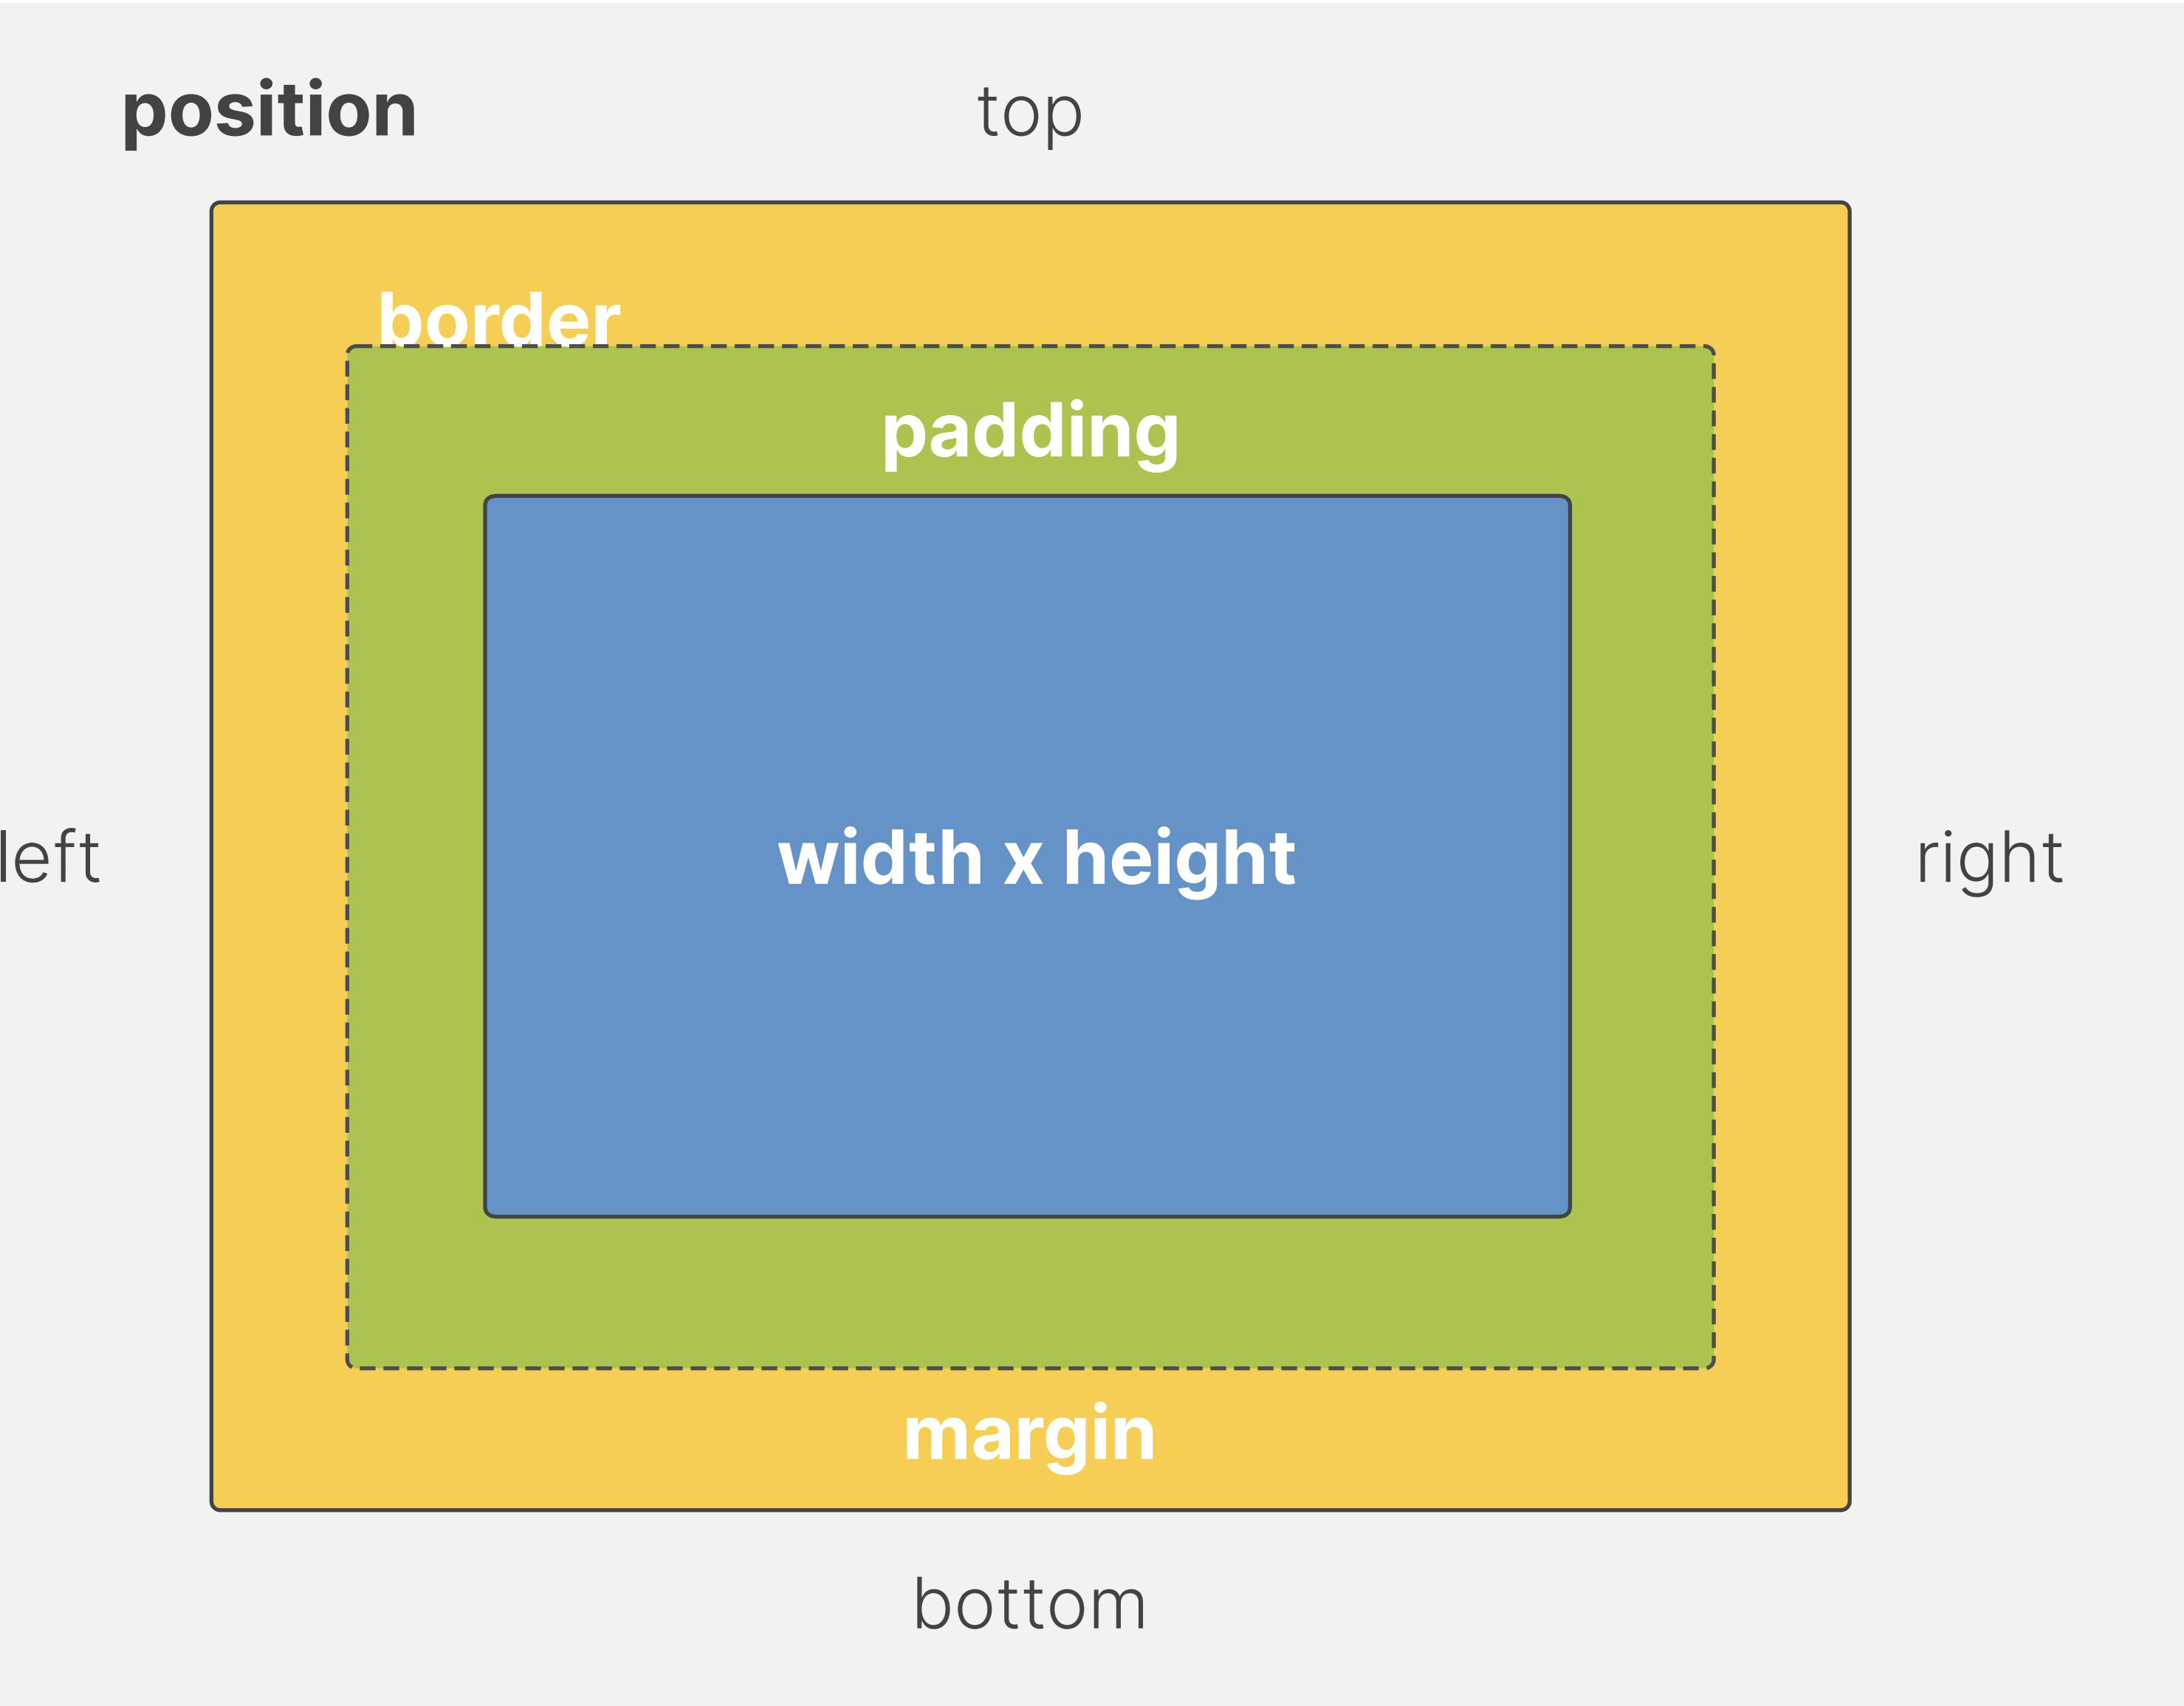 position
top
border
padding
left
width x height
right
margin
bottom